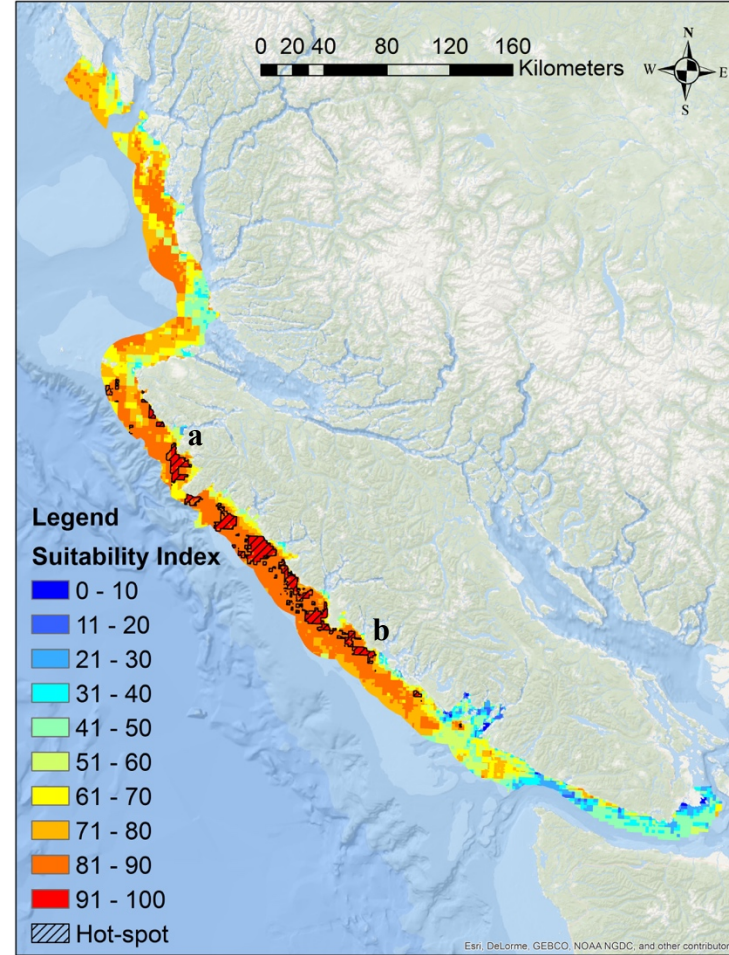 N
0 20 40 80 120 160
Kilometers
W E
S
a
b
Legend
Suitability Index
0 - 10
11 - 20
21 - 30
31 - 40
41 - 50
51 - 60
61 - 70
71 - 80
81 - 90
91 - 100
Hot-spot
Esri, DeLorme, GEBCO, NOAA NGDC, and other contributor